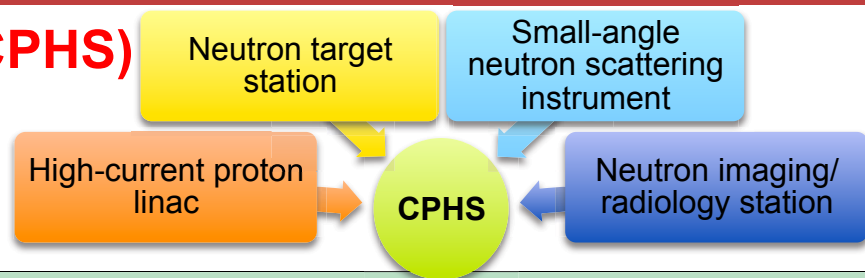 CPHS)
Neutron target
station
Small-angle
neutron scattering
instrument
High-current proton
linac
CPHS
Neutron imaging/
radiology station